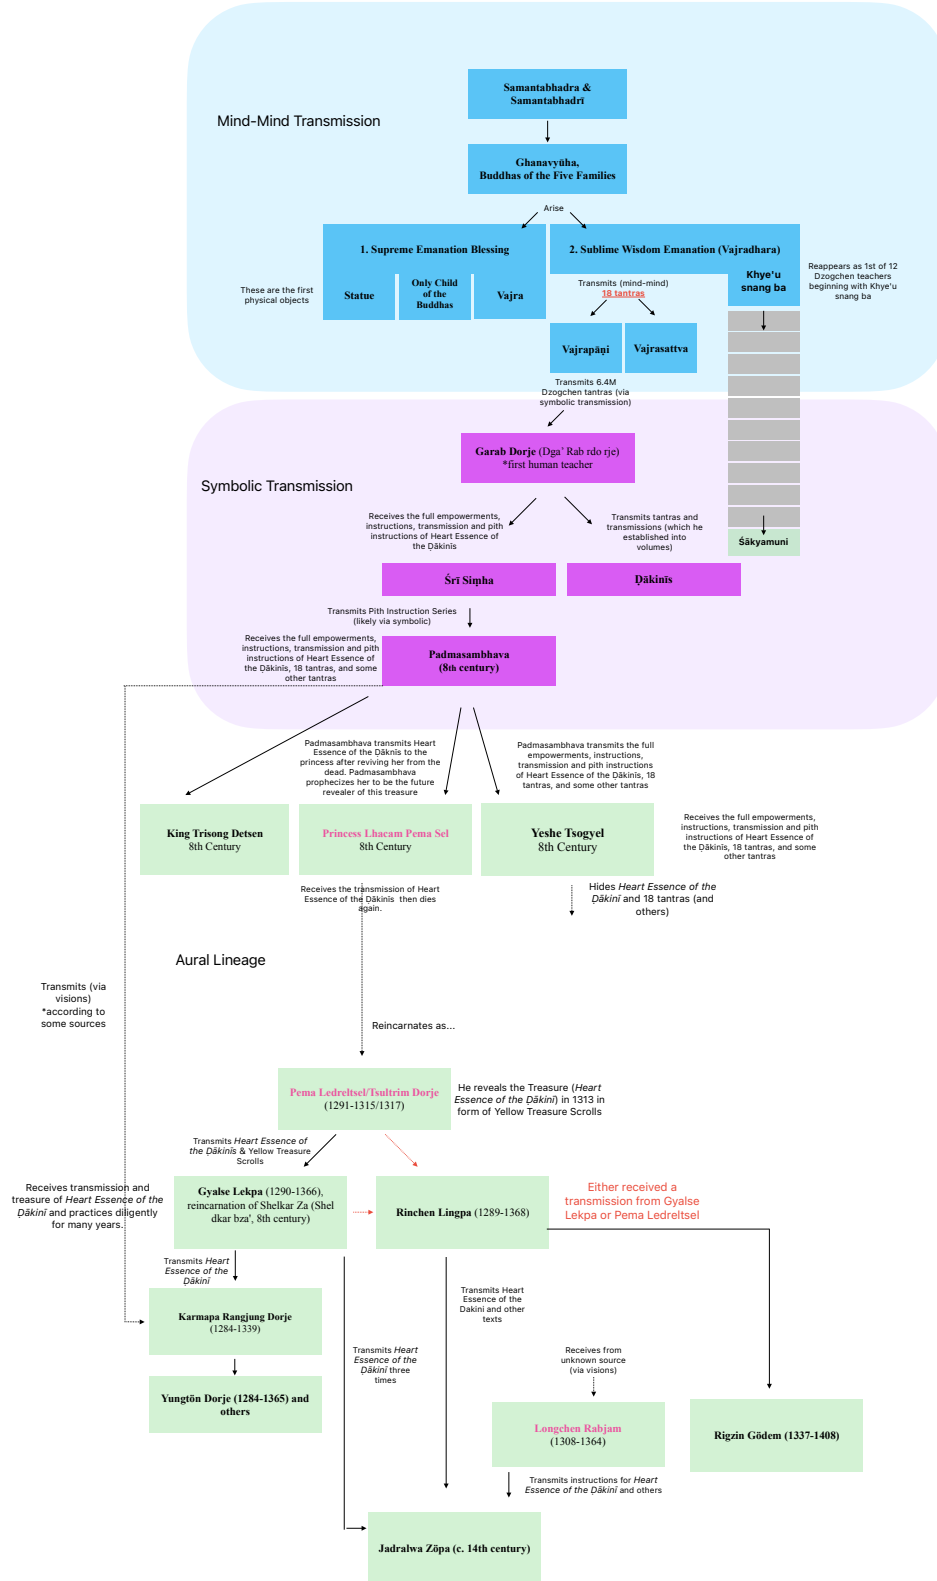 Samantabhadra &
Samantabhadrī
Mind-Mind Transmission
Ghanavyūha,
Buddhas of the Five Families
Arise
1. Supreme Emanation Blessing
2. Sublime Wisdom Emanation (Vajradhara)
These are the first
physical objects
Statue
Only Child
of the
Buddhas
Vajra
Transmits (mind-mind)
18 tantras
Khye'u
snang ba
Reappears as 1st of 12
Dzogchen teachers
beginning with Khye'u
snang ba
Vajrapāṇi
Vajrasattva
Transmits 6.4M
Dzogchen tantras (via
symbolic transmission)
Garab Dorje (Dga' Rab rdo rje)
*first human teacher
Symbolic Transmission
Receives the full empowerments,
instructions, transmission and pith
instructions of Heart Essence of
the Ḍākinīs
Transmits tantras and
transmissions (which he
established into
volumes)
Śākyamuni
Śrī Siṃha
Ḍākinīs
Transmits Pith Instruction Series
(likely via symbolic)
Receives the full empowerments,
instructions, transmission and pith
instructions of Heart Essence of
the Ḍākinīs, 18 tantras, and some
other tantras
Padmasambhava
(8th century)
Padmasambhava transmits Heart
Essence of the Ḍāknīs to the
princess after reviving her from the
dead. Padmasambhava
prophecizes her to be the future
revealer of this treasure
Padmasambhava transmits the full
empowerments, instructions,
transmission and pith instructions
of Heart Essence of the Ḍākinīs, 18
tantras, and some other tantras
King Trisong Detsen
8th Century
Princess Lhacam Pema Sel
8th Century
Yeshe Tsogyel
8th Century
Receives the full empowerments,
instructions, transmission and pith
instructions of Heart Essence of
the Ḍākinīs, 18 tantras, and some
other tantras
Receives the transmission of Heart
Essence of the Ḍākinīs then dies
again.
Hides Heart Essence of the
Ḍākinī and 18 tantras (and
others)
Aural Lineage
Transmits (via
visions)
*according to
some sources
Reincarnates as...
Pema Ledreltsel/Tsultrim Dorje
(1291-1315/1317)
He reveals the Treasure (Heart
Essence of the Ḍākinī) in 1313 in
form of Yellow Treasure Scrolls
Transmits Heart Essence of
the Ḍākinīs & Yellow Treasure
Scrolls
Receives transmission and
treasure of Heart Essence of the
Ḍākinī and practices diligently
for many years.
Gyalse Lekpa (1290-1366),
reincarnation of Shelkar Za (Shel
dkar bza', 8th century)
Rinchen Lingpa (1289-1368)
Either received a
transmission from Gyalse
Lekpa or Pema Ledreltsel
Transmits Heart
Essence of the
Ḍākinī
Karmapa Rangjung Dorje
(1284-1339)
Transmits Heart
Essence of the
Dakini and other
texts
Transmits Heart
Essence of the
Ḍākinī three
times
Receives from
unknown source
(via visions)
Yungtön Dorje (1284-1365) and
others
Longchen Rabjam
(1308-1364)
Rigzin Gödem (1337-1408)
Transmits instructions for Heart
Essence of the Ḍākinī and others
Jadralwa Zöpa (c. 14th century)